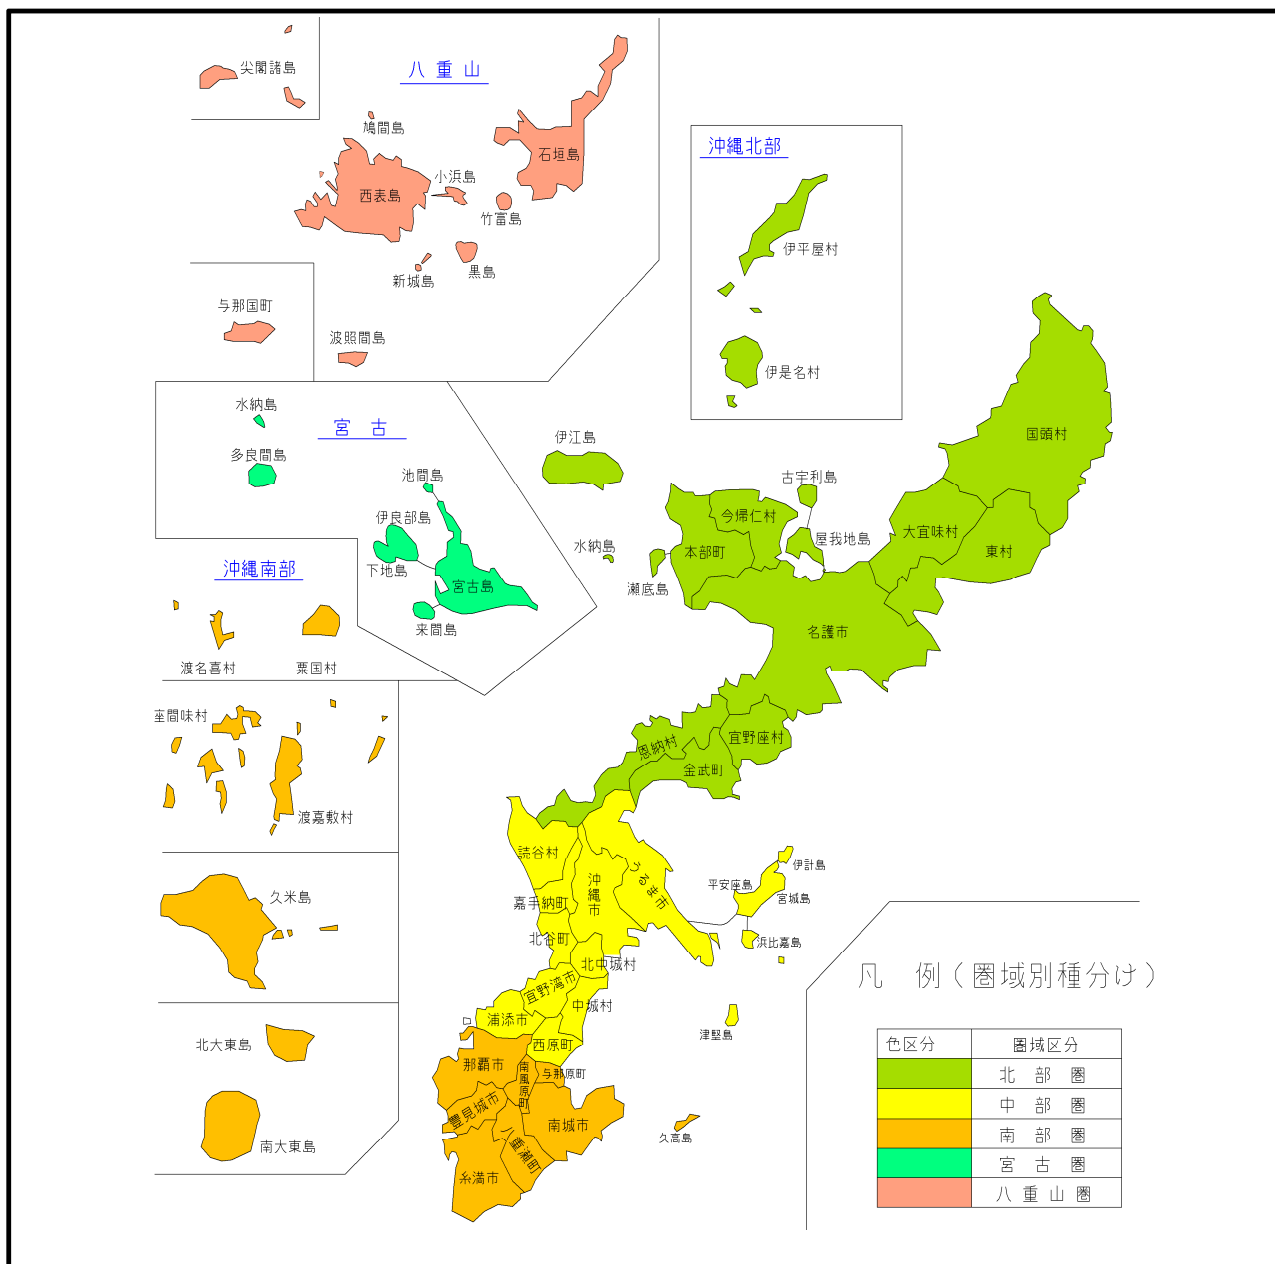 尖閣諸島
八重山
鳩間島
石垣島
小浜島
西表島
竹富島
黒島
新城島
与那国町
波照間島
沖縄北部
伊平屋村
伊是名村
水納島
宮古
多良間島
池間島
伊良部島
下地島
宮古島
来間島
伊江島
古宇利島
国頭村
今帰仁村
大宜味村
屋我地島
東村
水納島
本部町
瀬底島
名護市
沖縄南部
渡名喜村
粟国村
座間味村
渡嘉敷村
久米島
北大東島
南大東島
恩納村
宜野座村
金武町
読谷村
うるま市
沖縄市
嘉手納町
北谷町
北中城村
宜野湾市
中城村
浦添市
西原町
伊計島
平安座島
宮城島
浜比嘉島
津堅島
那覇市
南風原町
与那原町
豊見城市
南城市
八重瀬町
糸満市
久高島
凡 例(圏域別種分け)
色区分 圏域区分
北部圏
中部圏
南部圏
宮古圏
八重山圏